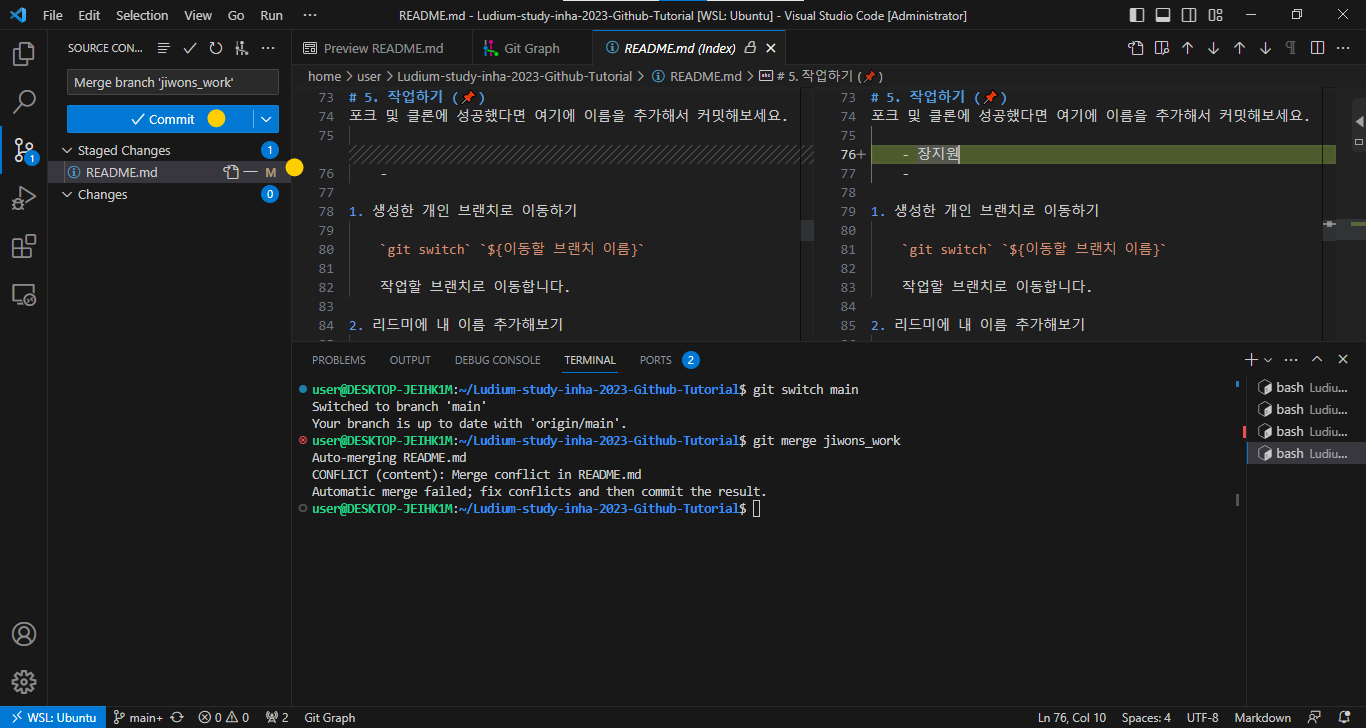 File Edit Selection View Go Run ··· README.md - Ludium-study-inha-2023-Github-Tutorial [WSL: Ubuntu] - Visual Studio Code [Administrator]
SOURCE CON...
Merge branch 'jiwons_work'
Commit
Staged Changes 1
README.md M
Changes 0
1
Preview README.md Git Graph README.md (Index)
home > user > Ludium-study-inha-2023-Github-Tutorial > README.md > # 5. 작업하기 (📌)
73 # 5. 작업하기 (📌)
74 포크 및 클론에 성공했다면 여기에 이름을 추가해서 커밋해보세요.
75
76 -
77
78 1. 생성한 개인 브랜치로 이동하기
79
80 `git switch` `${이동할 브랜치 이름}`
81
82 작업할 브랜치로 이동합니다.
83
84 2. 리드미에 내 이름 추가해보기
73 # 5. 작업하기 (📌)
74 포크 및 클론에 성공했다면 여기에 이름을 추가해서 커밋해보세요.
75
76+ - 장지원
77 -
78
79 1. 생성한 개인 브랜치로 이동하기
80
81 `git switch` `${이동할 브랜치 이름}`
82
83 작업할 브랜치로 이동합니다.
84
85 2. 리드미에 내 이름 추가해보기
PROBLEMS OUTPUT DEBUG CONSOLE TERMINAL PORTS 2
user@DESKTOP-JEIHK1M:~/Ludium-study-inha-2023-Github-Tutorial$ git switch main
Switched to branch 'main'
Your branch is up to date with 'origin/main'.
user@DESKTOP-JEIHK1M:~/Ludium-study-inha-2023-Github-Tutorial$ git merge jiwons_work
Auto-merging README.md
CONFLICT (content): Merge conflict in README.md
Automatic merge failed; fix conflicts and then commit the result.
user@DESKTOP-JEIHK1M:~/Ludium-study-inha-2023-Github-Tutorial$
bash Ludiu...
bash Ludiu...
bash Ludiu...
bash Ludiu...
WSL: Ubuntu main+ 0 0 2 Git Graph Ln 76, Col 10 Spaces: 4 UTF-8 LF Markdown